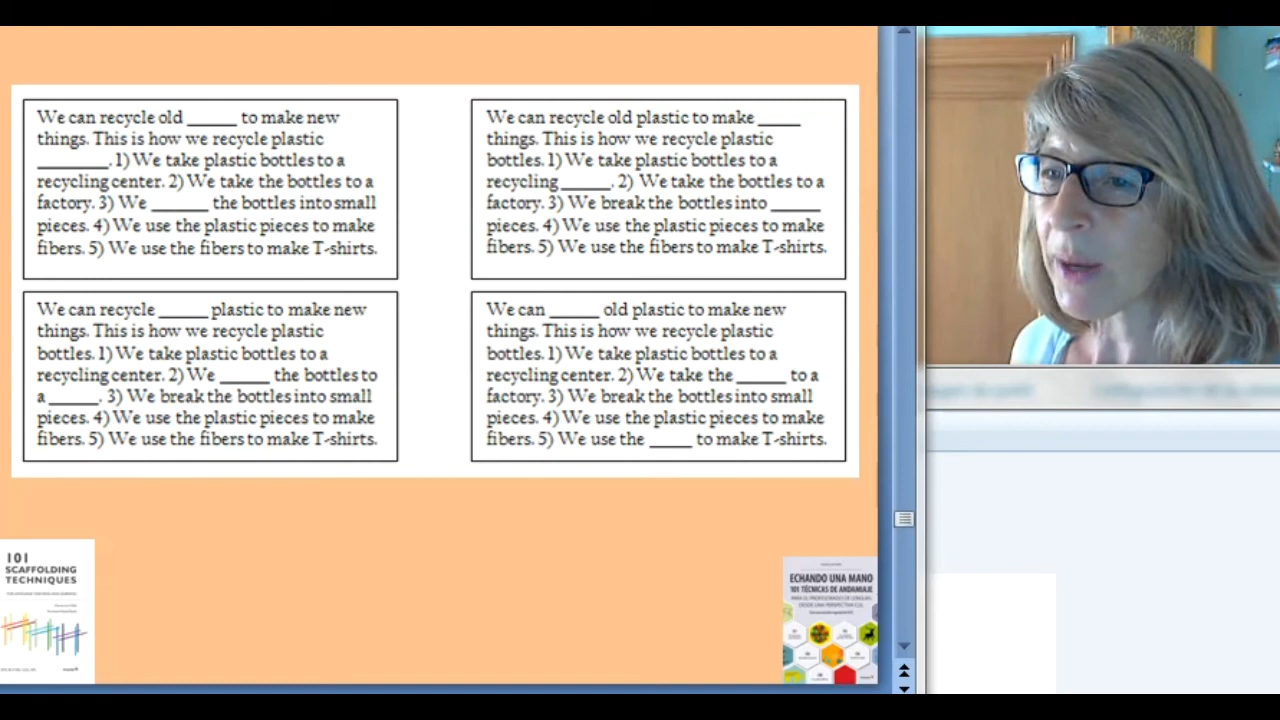 We can recycle old _____ to make new
things. This is how we recycle plastic
_______. 1) We take plastic bottles to a
recycling center. 2) We take the bottles to a
factory. 3) We ______ the bottles into small
pieces. 4) We use the plastic pieces to make
fibers. 5) We use the fibers to make T-shirts.
We can recycle old plastic to make ____
things. This is how we recycle plastic
bottles. 1) We take plastic bottles to a
recycling _____. 2) We take the bottles to a
factory. 3) We break the bottles into _____
pieces. 4) We use the plastic pieces to make
fibers. 5) We use the fibers to make T-shirts.
We can recycle _____ plastic to make new
things. This is how we recycle plastic
bottles. 1) We take plastic bottles to a
recycling center. 2) We _____ the bottles to
a _____. 3) We break the bottles into small
pieces. 4) We use the plastic pieces to make
fibers. 5) We use the fibers to make T-shirts.
We can _____ old plastic to make new
things. This is how we recycle plastic
bottles. 1) We take plastic bottles to a
recycling center. 2) We take the _____ to a
factory. 3) We break the bottles into small
pieces. 4) We use the plastic pieces to make
fibers. 5) We use the ____ to make T-shirts.
101
SCAFFOLDING
TECHNIQUES
ECHANDO UNA MANO
101 TÉCNICAS DE ANDAMIAJE